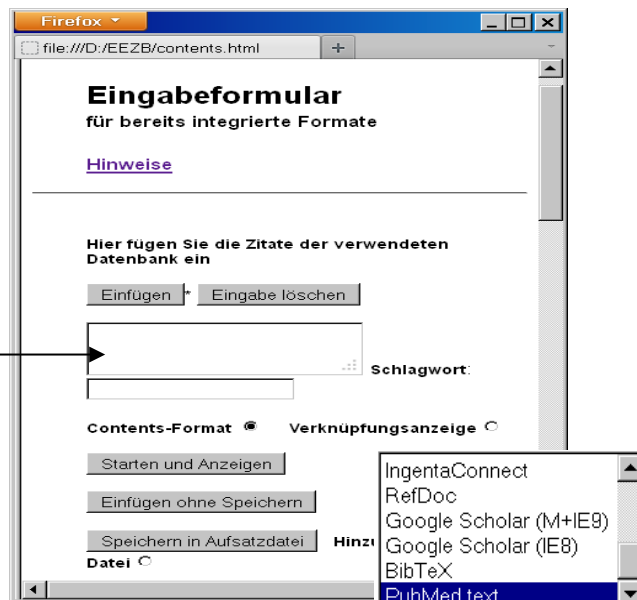 Firefox
file:///D:/EEZB/contents.html +
Eingabeformular
für bereits integrierte Formate
Hinweise
Hier fügen Sie die Zitate der verwendeten
Datenbank ein
Einfügen * Eingabe löschen
Schlagwort:
Contents-Format Verknüpfungsanzeige
Starten und Anzeigen
Einfügen ohne Speichern
Speichern in Aufsatzdatei
Datei
IngentaConnect
RefDoc
Google Scholar (M+IE9)
Google Scholar (IE8)
BibTeX
PubMed text